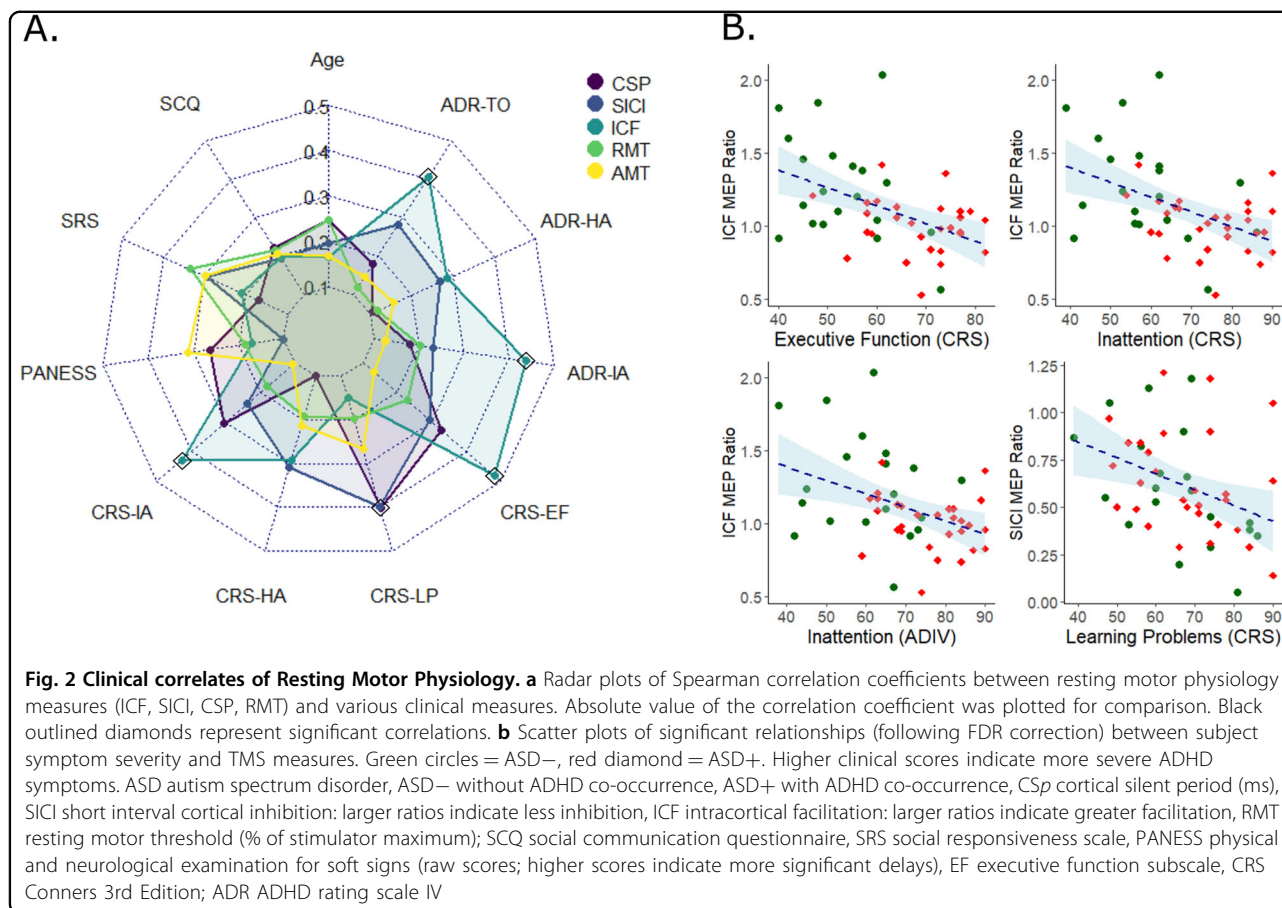 A.
Age
ADR-TO
ADR-HA
ADR-IA
CRS-EF
CRS-LP
CRS-HA
CRS-IA
PANESS
SRS
SCQ
0.5
0.4
0.3
0.2
0.1
CSP
SICI
ICF
RMT
AMT
B.
ICF MEP Ratio
2.0
1.5
1.0
0.5
40 50 60 70 80
Executive Function (CRS)
ICF MEP Ratio
2.0
1.5
1.0
0.5
40 50 60 70 80 90
Inattention (CRS)
ICF MEP Ratio
2.0
1.5
1.0
0.5
40 50 60 70 80 90
Inattention (ADIV)
SICI MEP Ratio
1.25
1.00
0.75
0.50
0.25
0.00
40 50 60 70 80 90
Learning Problems (CRS)
Fig. 2 Clinical correlates of Resting Motor Physiology. a Radar plots of Spearman correlation coefficients between resting motor physiology
measures (ICF, SICI, CSP, RMT) and various clinical measures. Absolute value of the correlation coefficient was plotted for comparison. Black
outlined diamonds represent significant correlations. b Scatter plots of significant relationships (following FDR correction) between subject
symptom severity and TMS measures. Green circles = ASD−, red diamond = ASD+. Higher clinical scores indicate more severe ADHD
symptoms. ASD autism spectrum disorder, ASD− without ADHD co-occurrence, ASD+ with ADHD co-occurrence, CSp cortical silent period (ms),
SICI short interval cortical inhibition: larger ratios indicate less inhibition, ICF intracortical facilitation: larger ratios indicate greater facilitation, RMT
resting motor threshold (% of stimulator maximum); SCQ social communication questionnaire, SRS social responsiveness scale, PANESS physical
and neurological examination for soft signs (raw scores; higher scores indicate more significant delays), EF executive function subscale, CRS
Conners 3rd Edition; ADR ADHD rating scale IV